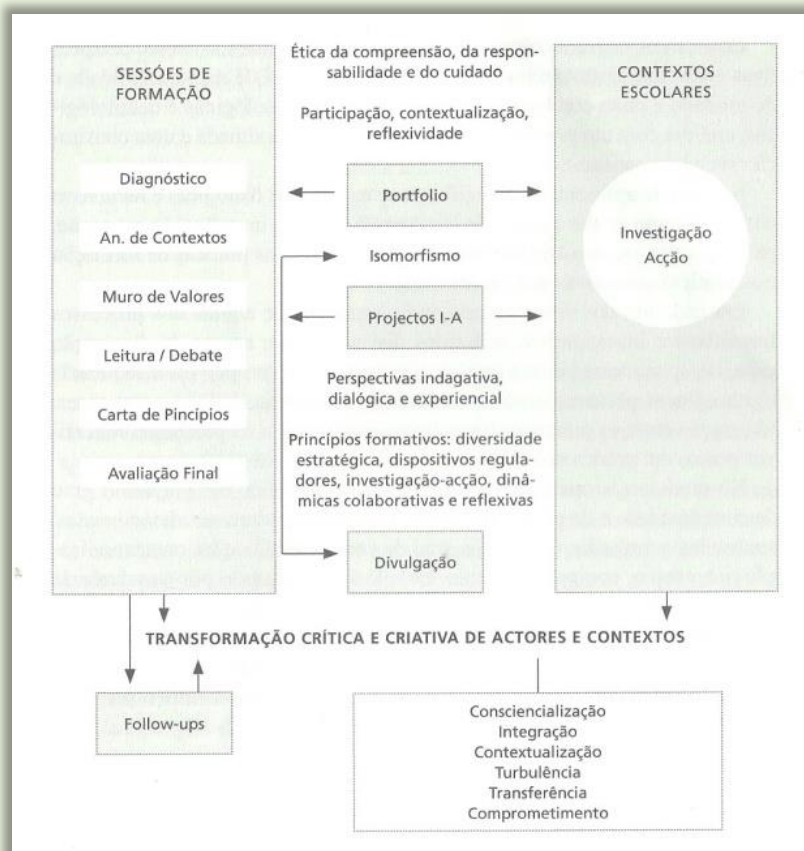 SESSÓES DE
FORMAÇÃO
Diagnóstico
An. de Contextos
Muro de Valores
Leitura / Debate
Carta de Pincípios
Avaliação Final
Ética da compreensão, da respon-
sabilidade e do cuidado
Participação, contextualização,
reflexividade
Portfolio
Isomorfismo
Projectos I-A
Perspectivas indagativa,
dialógica e experiencial
Princípios formativos: diversidade
estratégica, dispositivos regula-
dores, investigação-acção, dinâ-
micas colaborativas e reflexivas
Divulgação
CONTEXTOS
ESCOLARES
Investigação
Acção
TRANSFORMAÇÃO CRÍTICA E CRIATIVA DE ACTORES E CONTEXTOS
Follow-ups
Consciencialização
Integração
Contextualização
Turbulência
Transferência
Comprometimento